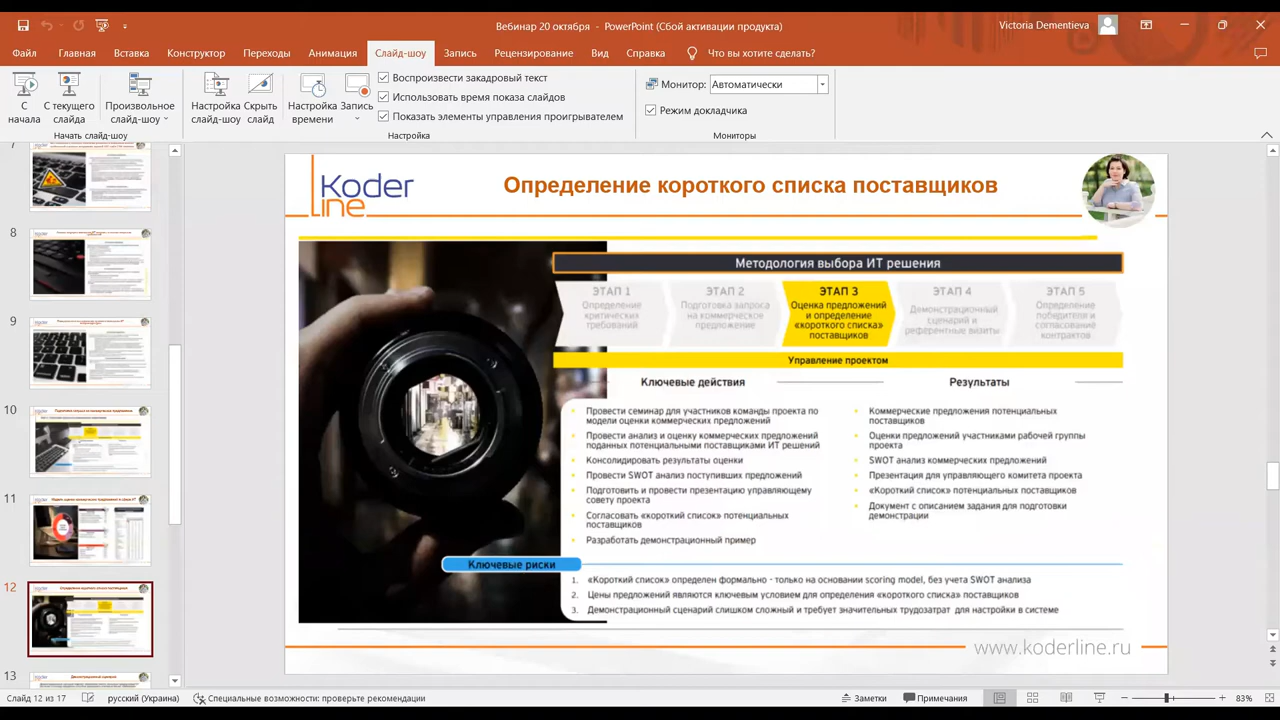 Вебинар 20 октября - PowerPoint (Сбой активации продукта)
Victoria Dementieva
Файл Главная Вставка Конструктор Переходы Анимация Слайд-шоу Запись Рецензирование Вид Справка Что вы хотите сделать?
С начала
С текущего слайда
Произвольное слайд-шоу
Начать слайд-шоу
Настройка слайд-шоу
Скрыть слайд
Настройка времени
Запись
Воспроизвести закадровый текст
Использовать время показа слайдов
Показать элементы управления проигрывателем
Настройка
Монитор: Автоматически
Режим докладчика
Мониторы
7
8
9
10
11
12
13
Koder
line
Определение короткого списка поставщиков
Методология выбора ИТ решения
ЭТАП 1
Определение
критических
требований
ЭТАП 2
Подготовка запроса
на коммерческое
предложение
ЭТАП 3
Оценка предложений
и определение
«короткого списка»
поставщиков
ЭТАП 4
Демонстрационный
сценарий и
референтные визиты
ЭТАП 5
Определение
победителя и
согласование
контрактов
Управление проектом
Ключевые действия
Провести семинар для участников команды проекта по
модели оценки коммерческих предложений
Провести анализ и оценку коммерческих предложений
поданных потенциальными поставщиками ИТ решений
Консолидировать результаты оценки
Провести SWOT анализ поступивших предложений
Подготовить и провести презентацию управляющему
совету проекта
Согласовать «короткий список» потенциальных
поставщиков
Разработать демонстрационный пример
Результаты
Коммерческие предложения потенциальных
поставщиков
Оценки предложений участниками рабочей группы
проекта
SWOT анализ коммерческих предложений
Презентация для управляющего комитета проекта
«Короткий список» потенциальных поставщиков
Документ с описанием задания для подготовки
демонстрации
Ключевые риски
1. «Короткий список» определен формально - только на основании scoring model, без учета SWOT анализа
2. Цены предложений являются ключевым условием для определения «короткого списка» поставщиков
3. Демонстрационный сценарий слишком сложный и требует значительных трудозатрат для настройки в системе
www.koderline.ru
Слайд 12 из 17 русский (Украина) Специальные возможности: проверьте рекомендации Заметки Примечания 83%